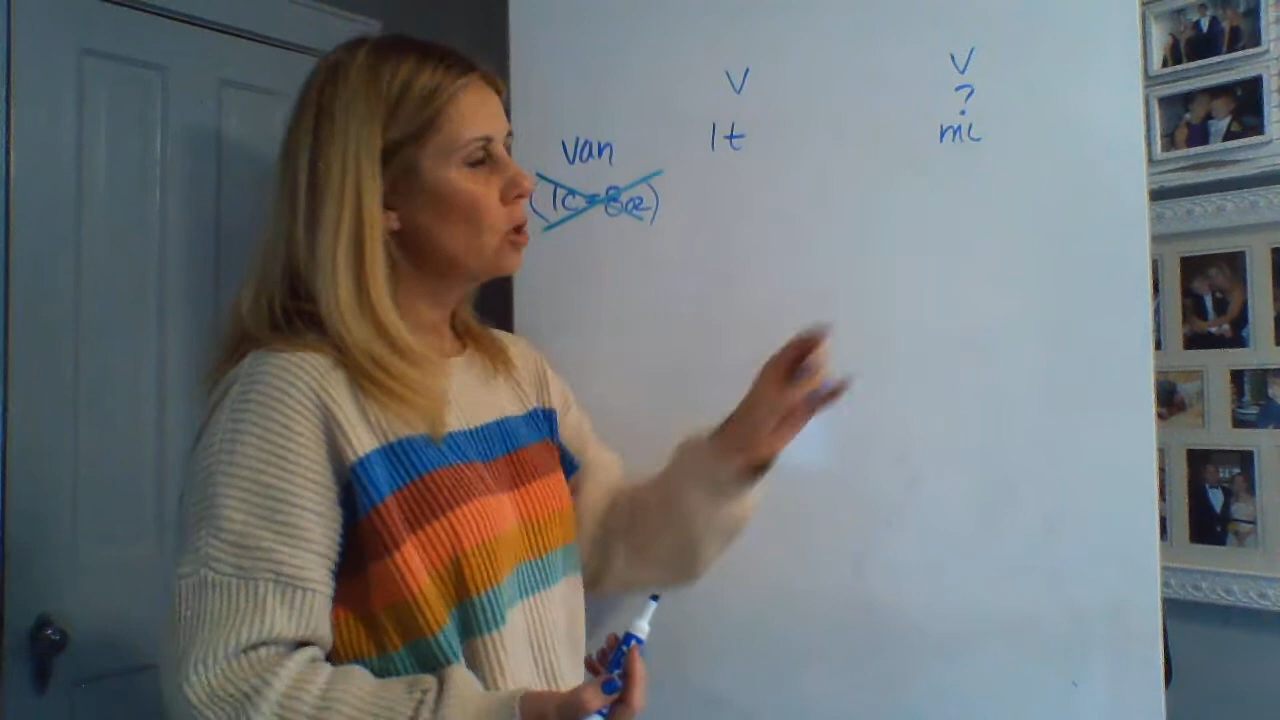 V
V
?
1t
mL
van
(1c = 8oz)